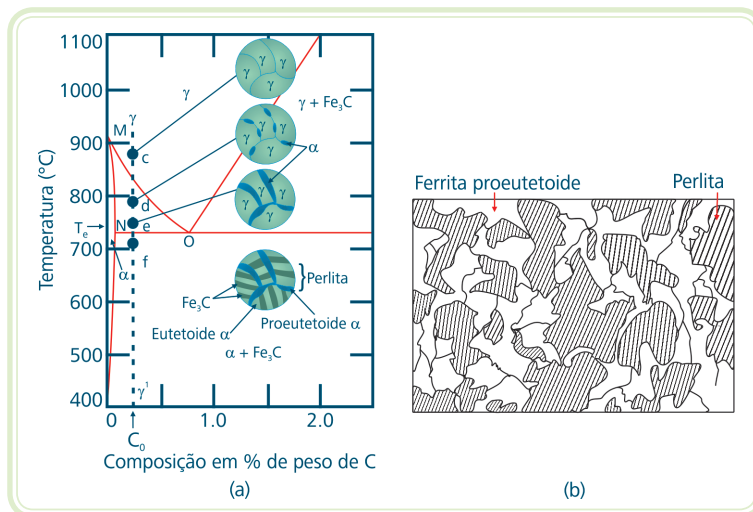 1100
1000
900
800
700
600
500
400
Temperatura (°C)
γ
γ
γ + Fe₃C
M
c
d
N
e
Tₑ
O
f
α
α
γ γ
γ γ
γ γ
γ γ
γ γ
γ γ
Perlita
Fe₃C
Eutetoide α
Proeutetoide α
α + Fe₃C
γ¹
0
1.0
2.0
C₀
Composição em % de peso de C
(a)
Ferrita proeutetoide
Perlita
(b)